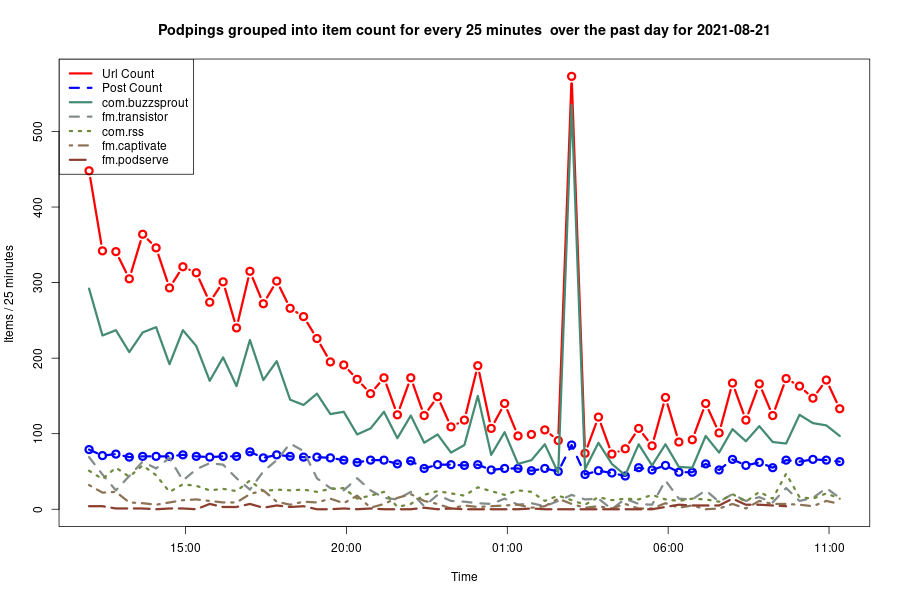 Podpings grouped into item count for every 25 minutes  over the past day for 2021-08-21
Url Count
Post Count
com.buzzsprout
fm.transistor
com.rss
fm.captivate
fm.podserve
Items / 25 minutes
500
400
300
200
100
0
15:00
20:00
01:00
06:00
11:00
Time